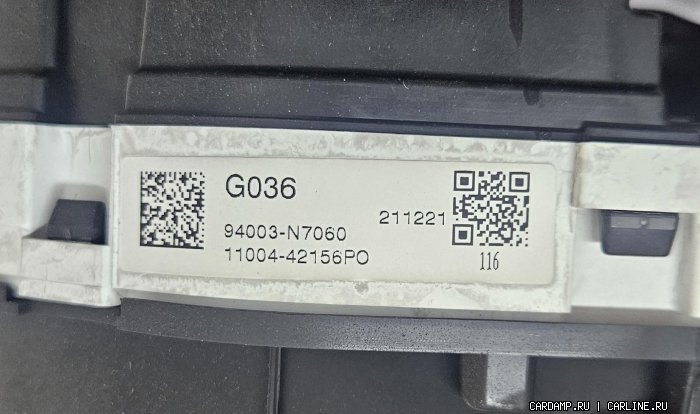 G036
94003-N7060
211221
11004-42156PO
116
CARDAMP.RU | CARLINE.RU